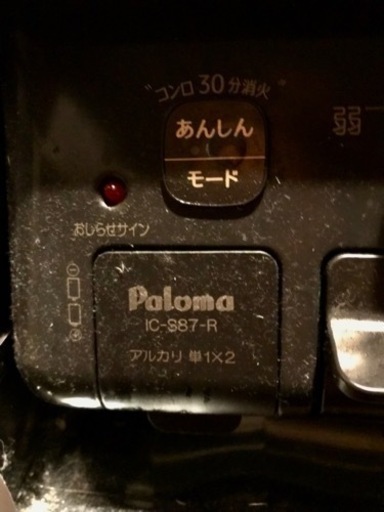 "コンロ30分消火"
あんしん
モード
弱
おしらせサイン
Paloma
IC-S87-R
アルカリ 単1×2